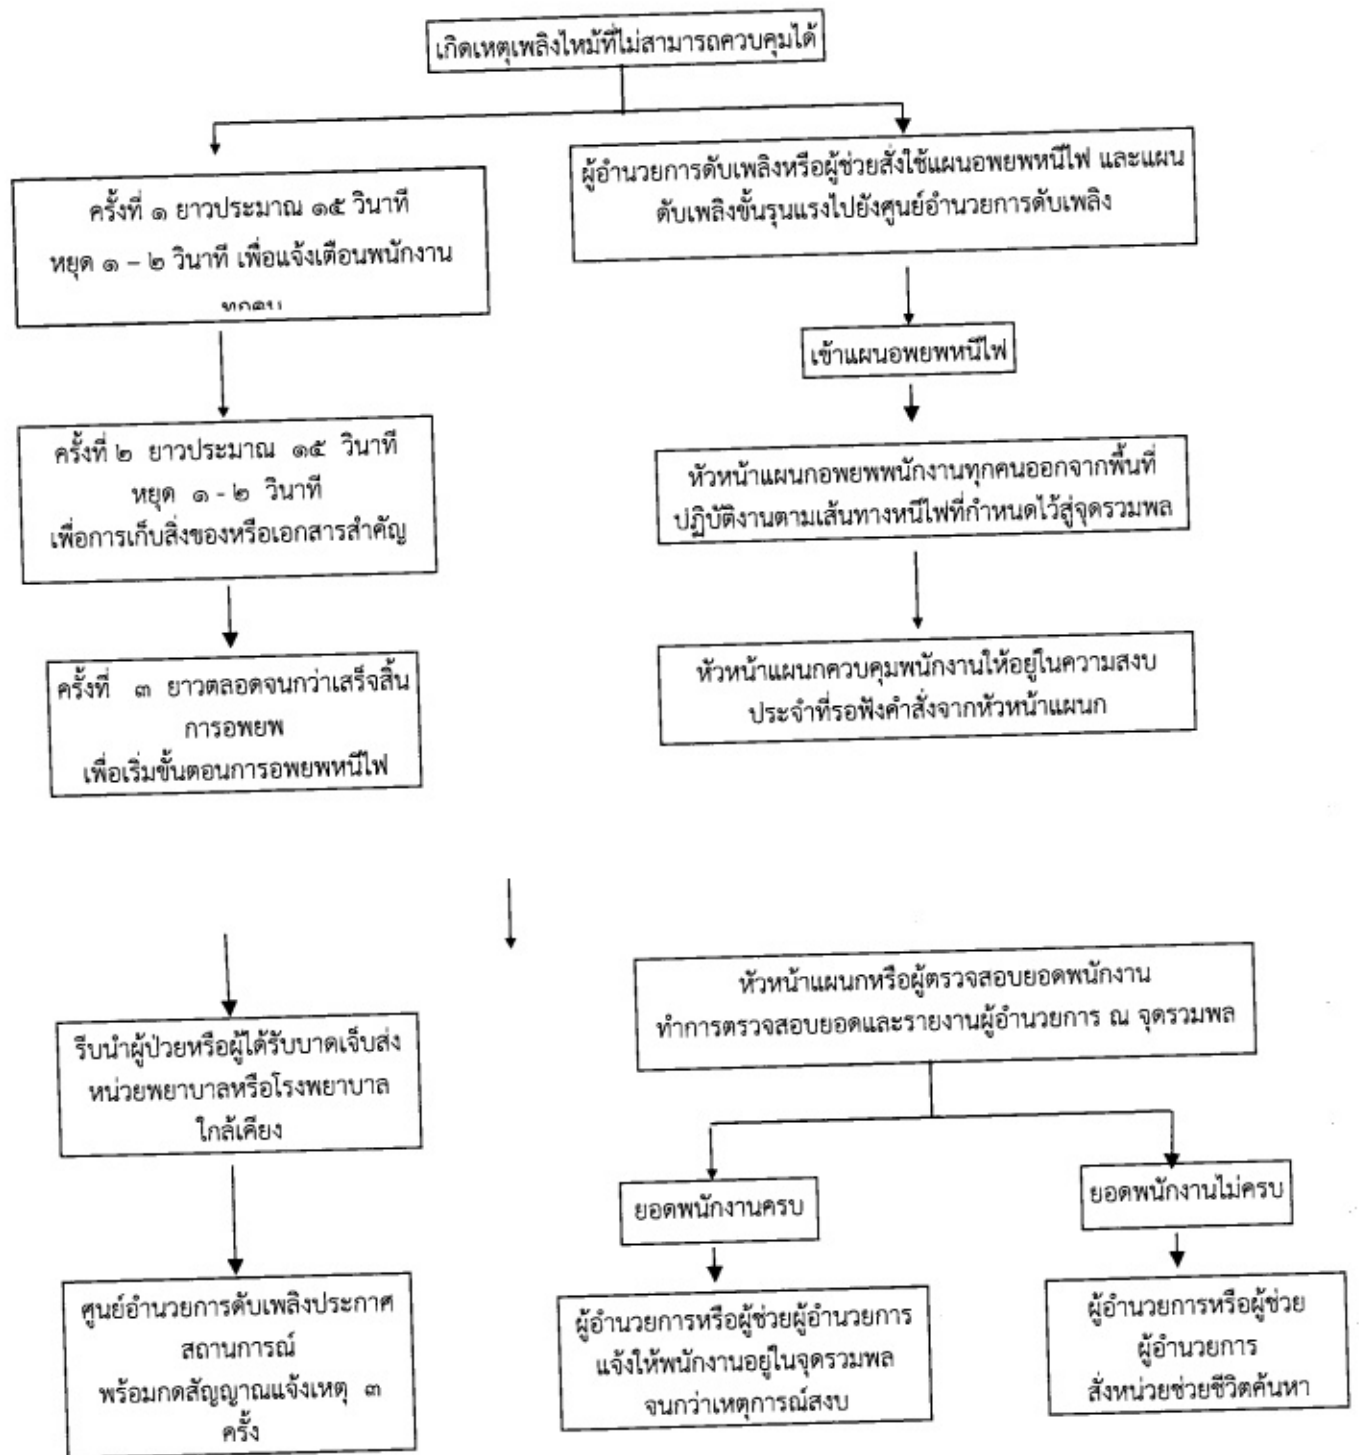 เกิดเหตุเพลิงไหม้ที่ไม่สามารถควบคุมได้
ครั้งที่ ๑ ยาวประมาณ ๑๕ วินาที
หยุด ๑ – ๒ วินาที เพื่อแจ้งเตือนพนักงาน
ทุกคน
ผู้อำนวยการดับเพลิงหรือผู้ช่วยสั่งใช้แผนอพยพหนีไฟ และแผน
ดับเพลิงขั้นรุนแรงไปยังศูนย์อำนวยการดับเพลิง
เข้าแผนอพยพหนีไฟ
ครั้งที่ ๒ ยาวประมาณ ๑๕ วินาที
หยุด ๑ - ๒ วินาที
เพื่อการเก็บสิ่งของหรือเอกสารสำคัญ
หัวหน้าแผนกอพยพพนักงานทุกคนออกจากพื้นที่
ปฏิบัติงานตามเส้นทางหนีไฟที่กำหนดไว้สู่จุดรวมพล
ครั้งที่ ๓ ยาวตลอดจนกว่าเสร็จสิ้น
การอพยพ
เพื่อเริ่มขั้นตอนการอพยพหนีไฟ
หัวหน้าแผนกควบคุมพนักงานให้อยู่ในความสงบ
ประจำที่รอฟังคำสั่งจากหัวหน้าแผนก
รีบนำผู้ป่วยหรือผู้ได้รับบาดเจ็บส่ง
หน่วยพยาบาลหรือโรงพยาบาล
ใกล้เคียง
หัวหน้าแผนกหรือผู้ตรวจสอบยอดพนักงาน
ทำการตรวจสอบยอดและรายงานผู้อำนวยการ ณ จุดรวมพล
ยอดพนักงานครบ
ยอดพนักงานไม่ครบ
ศูนย์อำนวยการดับเพลิงประกาศ
สถานการณ์
พร้อมกดสัญญาณแจ้งเหตุ ๓
ครั้ง
ผู้อำนวยการหรือผู้ช่วยผู้อำนวยการ
แจ้งให้พนักงานอยู่ในจุดรวมพล
จนกว่าเหตุการณ์สงบ
ผู้อำนวยการหรือผู้ช่วย
ผู้อำนวยการ
สั่งหน่วยช่วยชีวิตค้นหา